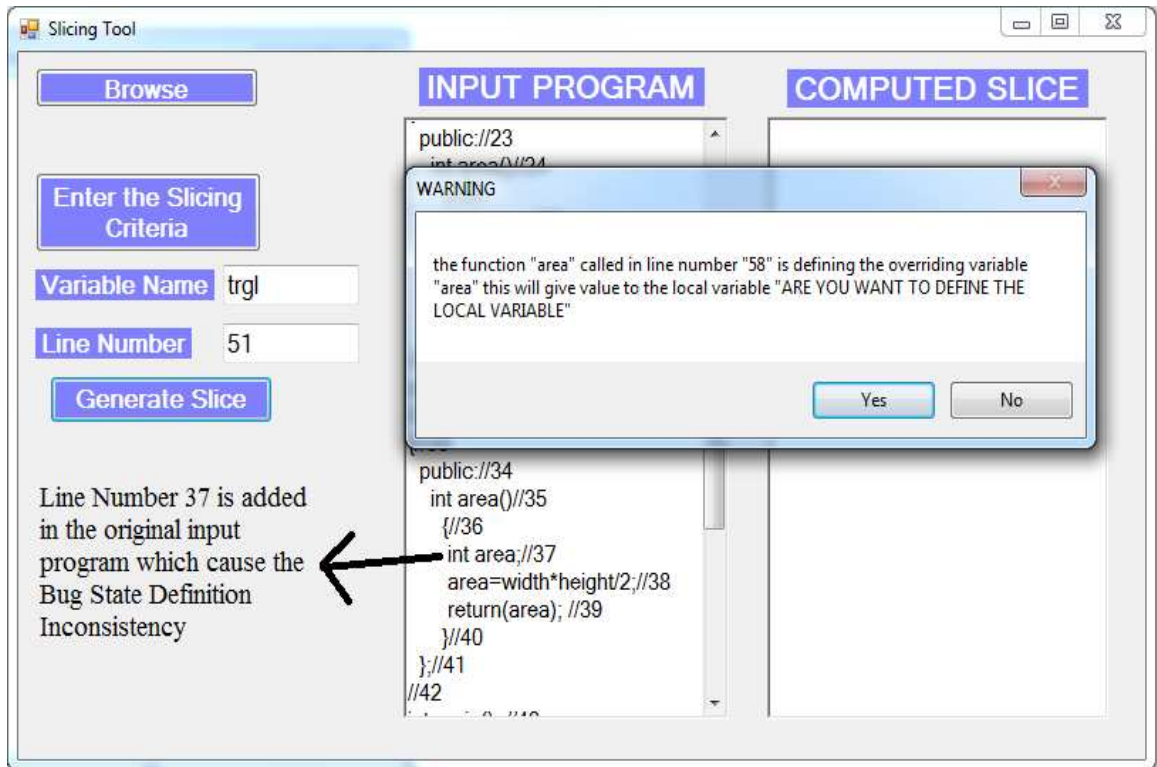 Slicing Tool
Browse
INPUT PROGRAM
COMPUTED SLICE
Enter the Slicing
Criteria
Variable Name
trgl
Line Number
51
Generate Slice
Line Number 37 is added
in the original input
program which cause the
Bug State Definition
Inconsistency
public://23
int area()//24
WARNING
the function "area" called in line number "58" is defining the overriding variable
"area" this will give value to the local variable "ARE YOU WANT TO DEFINE THE
LOCAL VARIABLE"
Yes
No
public://34
int area()//35
{//36
int area;//37
area=width*height/2;//38
return(area); //39
}//40
};//41
//42